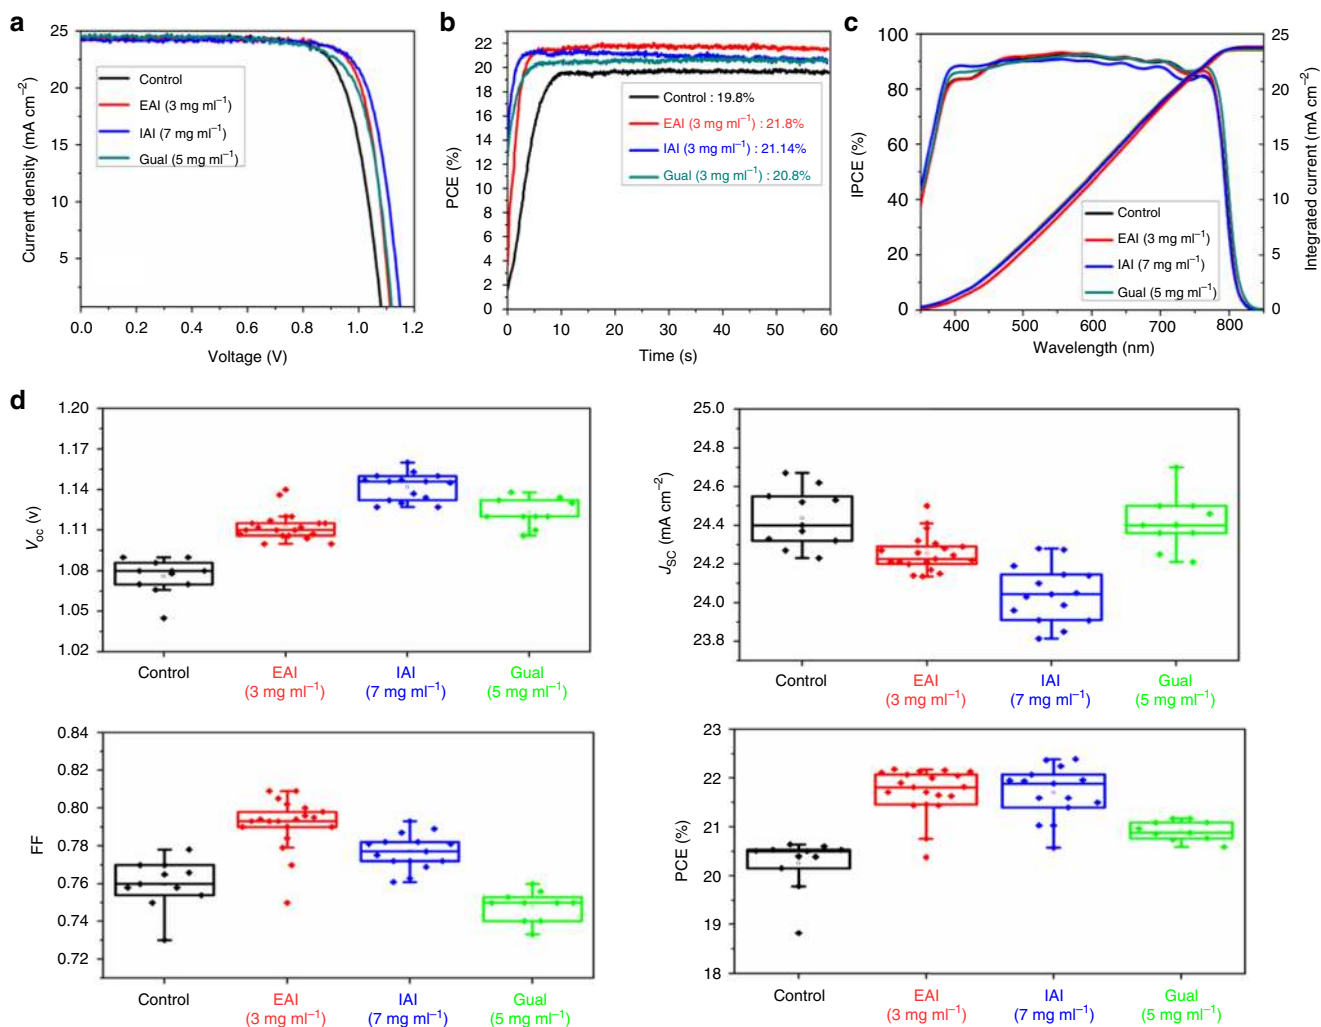 a
25
20
15
10
5
0.0 0.2 0.4 0.6 0.8 1.0 1.2
Current density (mA cm⁻²)
Voltage (V)
Control
EAI (3 mg ml⁻¹)
IAI (7 mg ml⁻¹)
Gual (5 mg ml⁻¹)
b
22
20
18
16
14
12
10
8
6
4
2
0
0 10 20 30 40 50 60
PCE (%)
Time (s)
Control : 19.8%
EAI (3 mg ml⁻¹) : 21.8%
IAI (3 mg ml⁻¹) : 21.14%
Gual (3 mg ml⁻¹) : 20.8%
c
100
80
60
40
20
0
400 500 600 700 800
25
20
15
10
5
0
IPCE (%)
Integrated current (mA cm⁻²)
Wavelength (nm)
Control
EAI (3 mg ml⁻¹)
IAI (7 mg ml⁻¹)
Gual (5 mg ml⁻¹)
d
1.20
1.17
1.14
1.11
1.08
1.05
1.02
Voc (v)
Control EAI IAI Gual
(3 mg ml⁻¹) (7 mg ml⁻¹) (5 mg ml⁻¹)
25.0
24.8
24.6
24.4
24.2
24.0
23.8
JSC (mA cm⁻²)
Control EAI IAI Gual
(3 mg ml⁻¹) (7 mg ml⁻¹) (5 mg ml⁻¹)
0.84
0.82
0.80
0.78
0.76
0.74
0.72
FF
Control EAI IAI Gual
(3 mg ml⁻¹) (7 mg ml⁻¹) (5 mg ml⁻¹)
23
22
21
20
19
18
PCE (%)
Control EAI IAI Gual
(3 mg ml⁻¹) (7 mg ml⁻¹) (5 mg ml⁻¹)